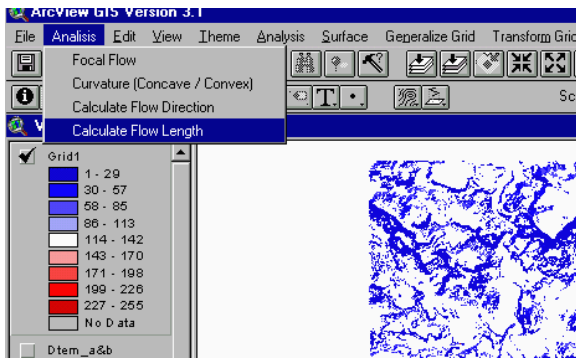 ArcView GIS Version 3.1
File Analisis Edit View Theme Analysis Surface Generalize Grid Transform Grid
Focal Flow
Curvature (Concave / Convex)
Calculate Flow Direction
T.
Sc
Calculate Flow Length
V
Grid1
1 - 29
30 - 57
58 - 85
86 - 113
114 - 142
143 - 170
171 - 198
199 - 226
227 - 255
No Data
Dtem_a&b